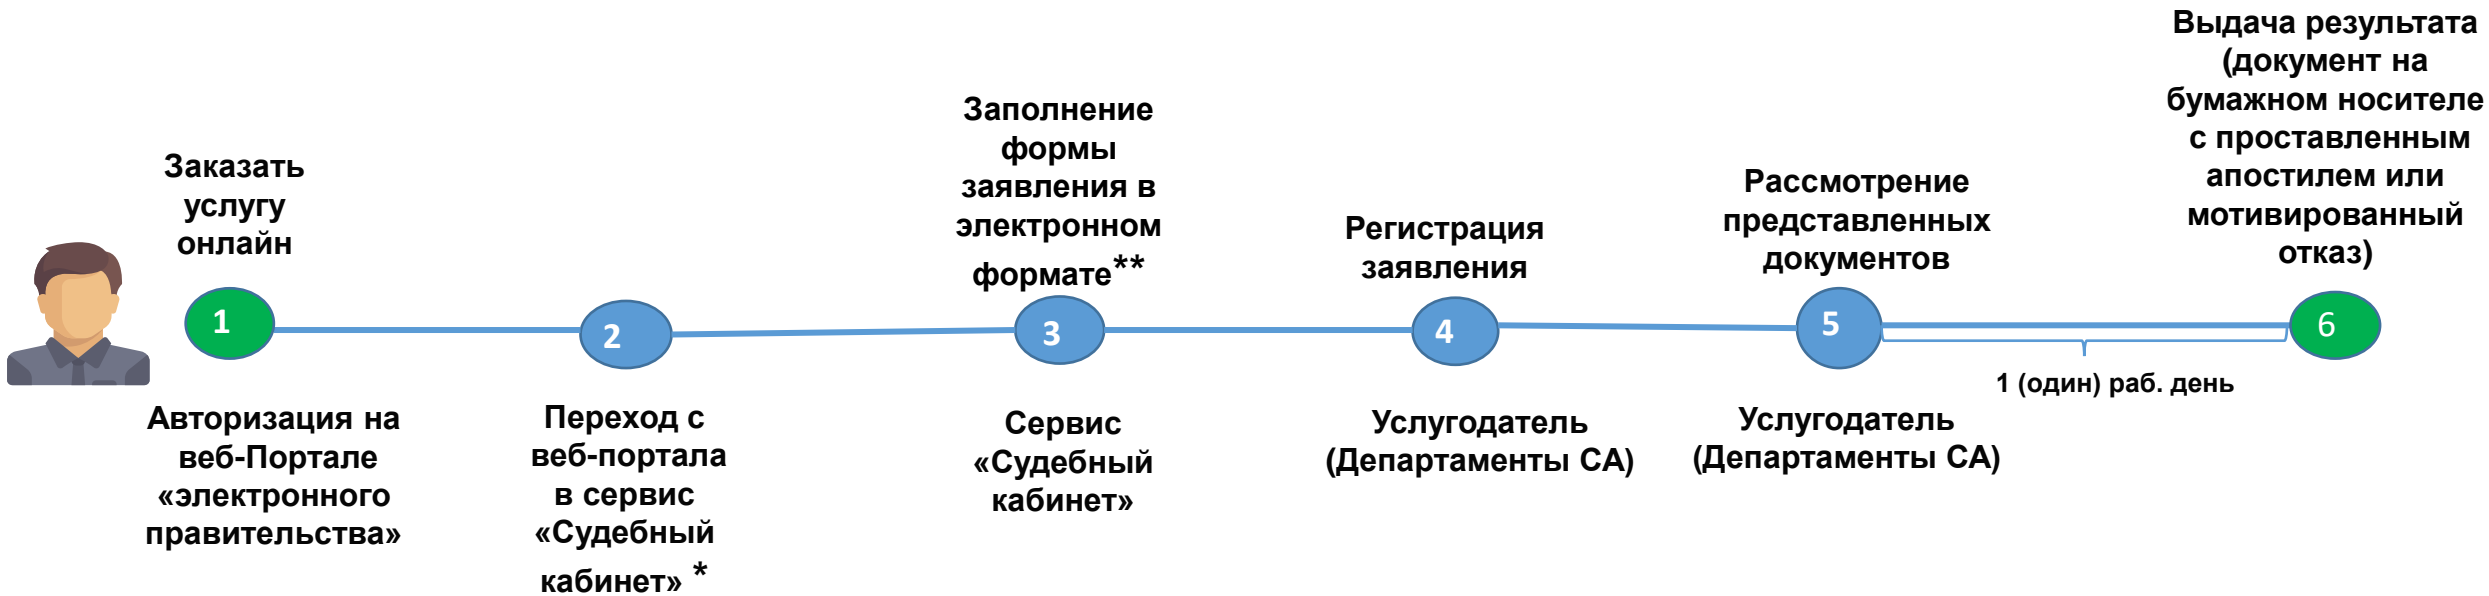 Заказать
услугу
онлайн
1
Авторизация на
веб-Портале
«электронного
правительства»
2
Переход с
веб-портала
в сервис
«Судебный
кабинет» *
Заполнение
формы
заявления в
электронном
формате**
3
Сервис
«Судебный
кабинет»
Регистрация
заявления
4
Услугодатель
(Департаменты СА)
Рассмотрение
представленных
документов
5
Услугодатель
(Департаменты СА)
1 (один) раб. день
Выдача результата
(документ на
бумажном носителе
с проставленным
апостилем или
мотивированный
отказ)
6